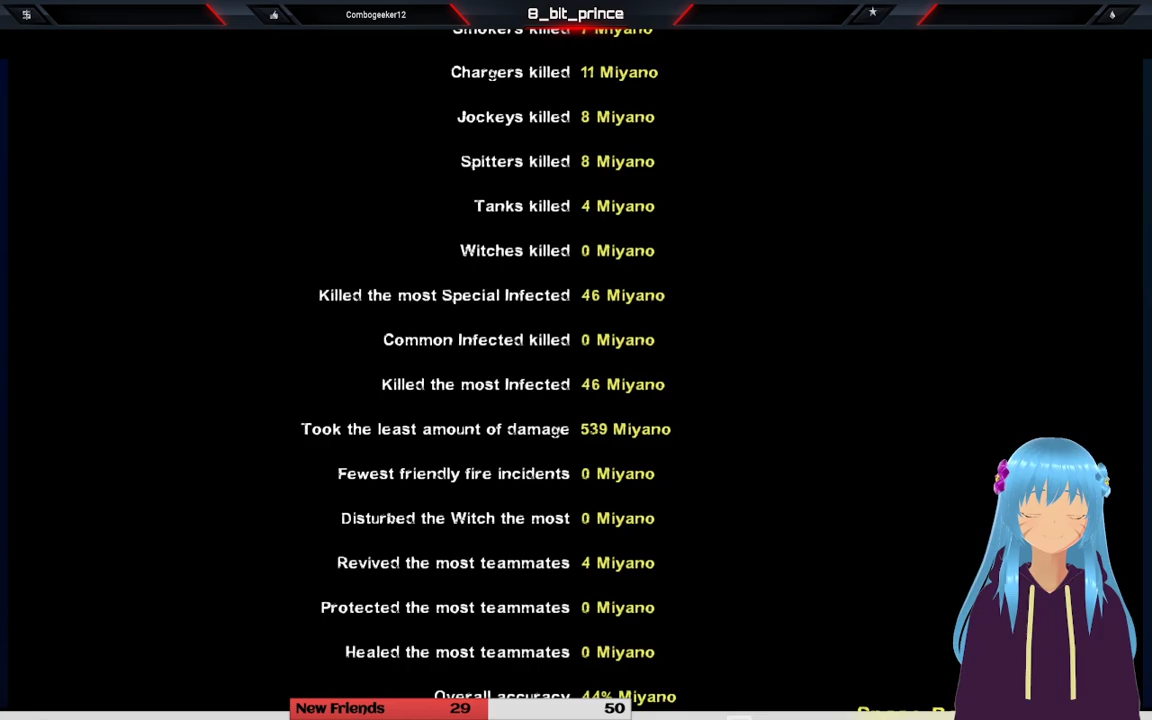 Combogeeker12
8_bit_prince
Smokers killed 7 Miyano
Chargers killed 11 Miyano
Jockeys killed 8 Miyano
Spitters killed 8 Miyano
Tanks killed 4 Miyano
Witches killed 0 Miyano
Killed the most Special Infected 46 Miyano
Common Infected killed 0 Miyano
Killed the most Infected 46 Miyano
Took the least amount of damage 539 Miyano
Fewest friendly fire incidents 0 Miyano
Disturbed the Witch the most 0 Miyano
Revived the most teammates 4 Miyano
Protected the most teammates 0 Miyano
Healed the most teammates 0 Miyano
Overall accuracy 44% Miyano
New Friends 29 50